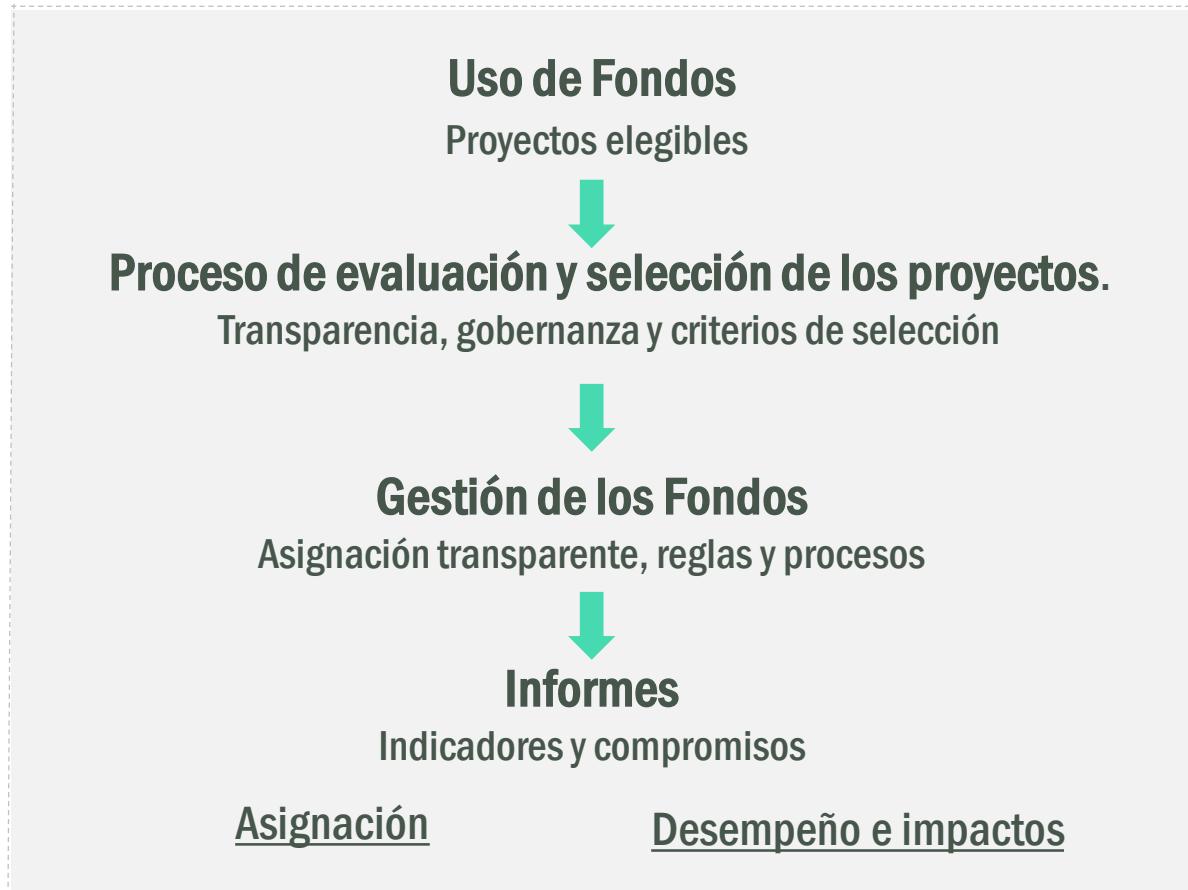 Uso de Fondos
Proyectos elegibles
Proceso de evaluación y selección de los proyectos.
Transparencia, gobernanza y criterios de selección
Gestión de los Fondos
Asignación transparente, reglas y procesos
Informes
Indicadores y compromisos
Asignación
Desempeño e impactos